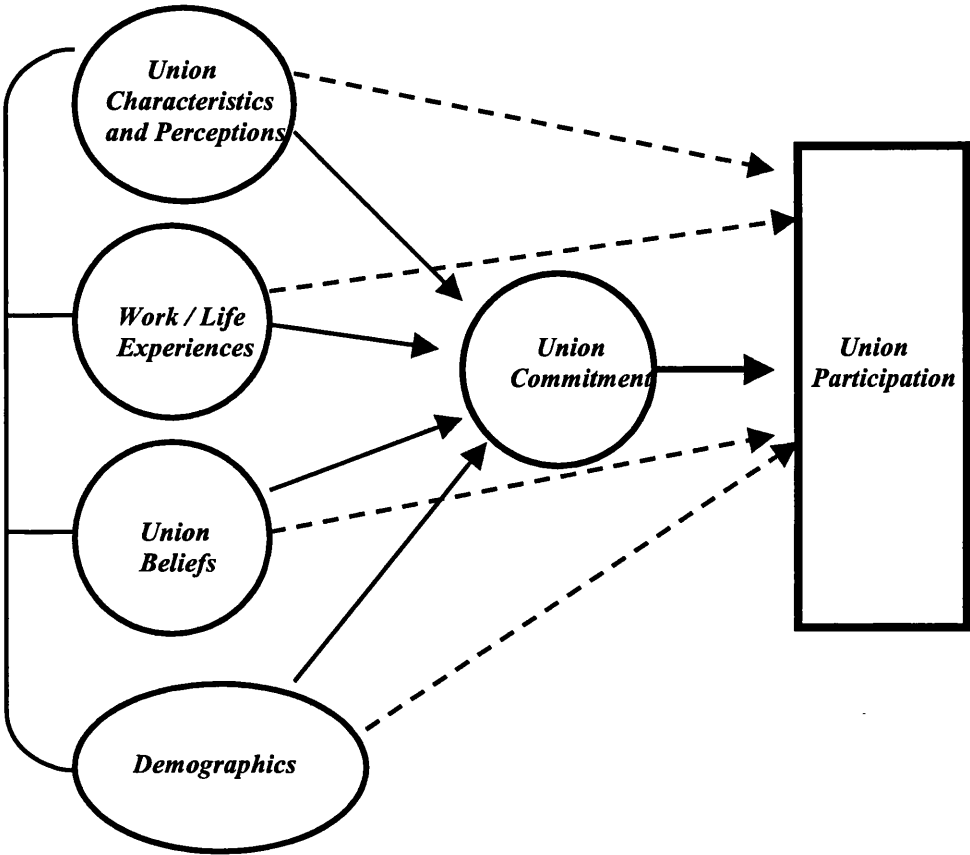 Union
Characteristics
and Perceptions
Work / Life
Experiences
Union
Commitment
Union
Participation
Union
Beliefs
Demographics